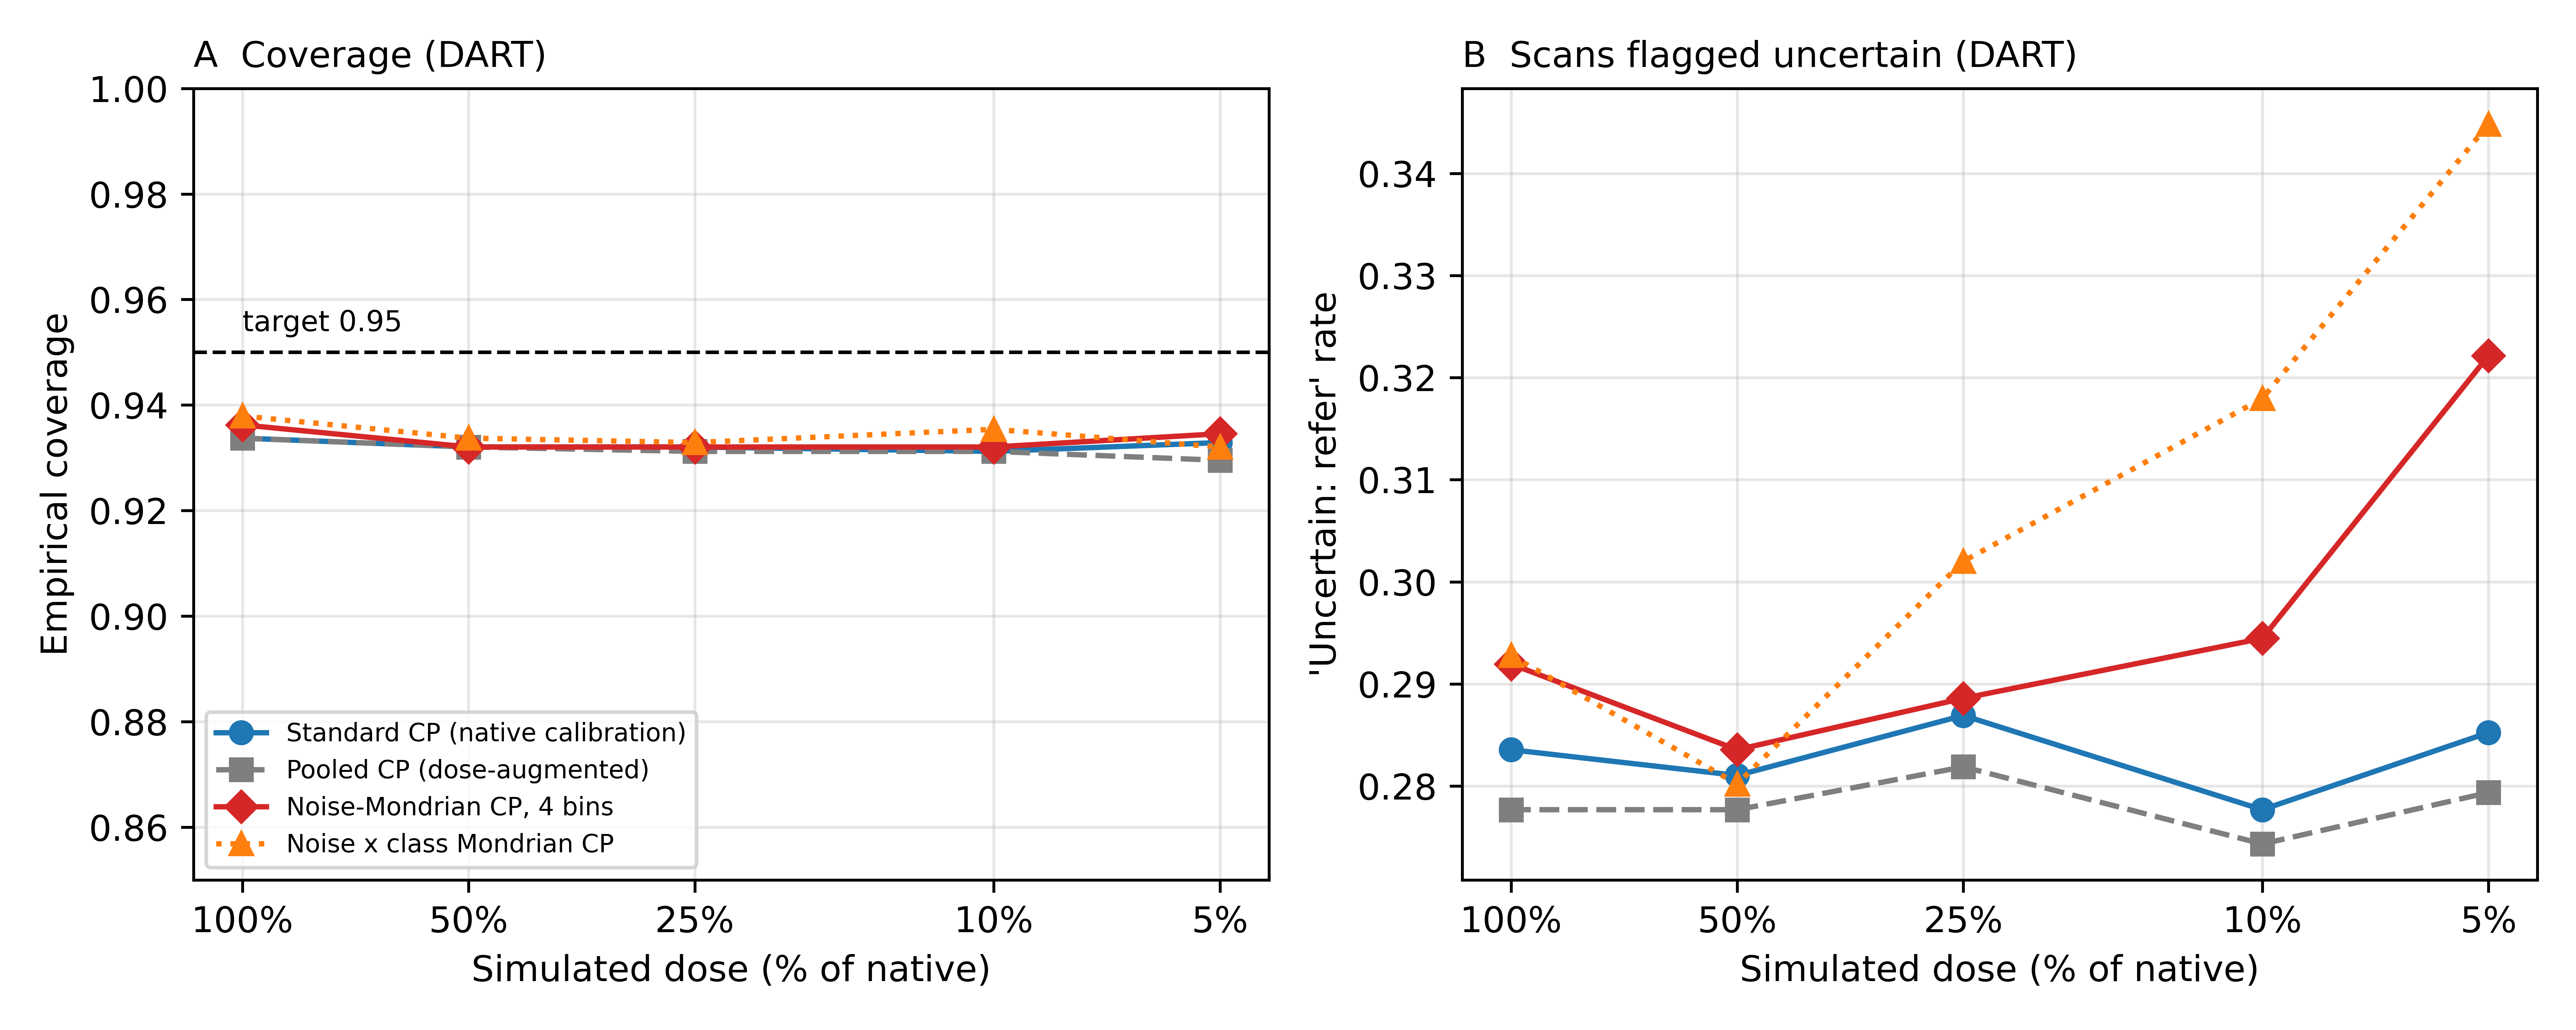 A  Coverage (DART)
1.00
0.98
0.96
0.94
0.92
0.90
0.88
0.86
Empirical coverage
target 0.95
Standard CP (native calibration)
Pooled CP (dose-augmented)
Noise-Mondrian CP, 4 bins
Noise x class Mondrian CP
100% 50% 25% 10% 5%
Simulated dose (% of native)
B  Scans flagged uncertain (DART)
0.34
0.33
0.32
0.31
0.30
0.29
0.28
'Uncertain: refer' rate
100% 50% 25% 10% 5%
Simulated dose (% of native)